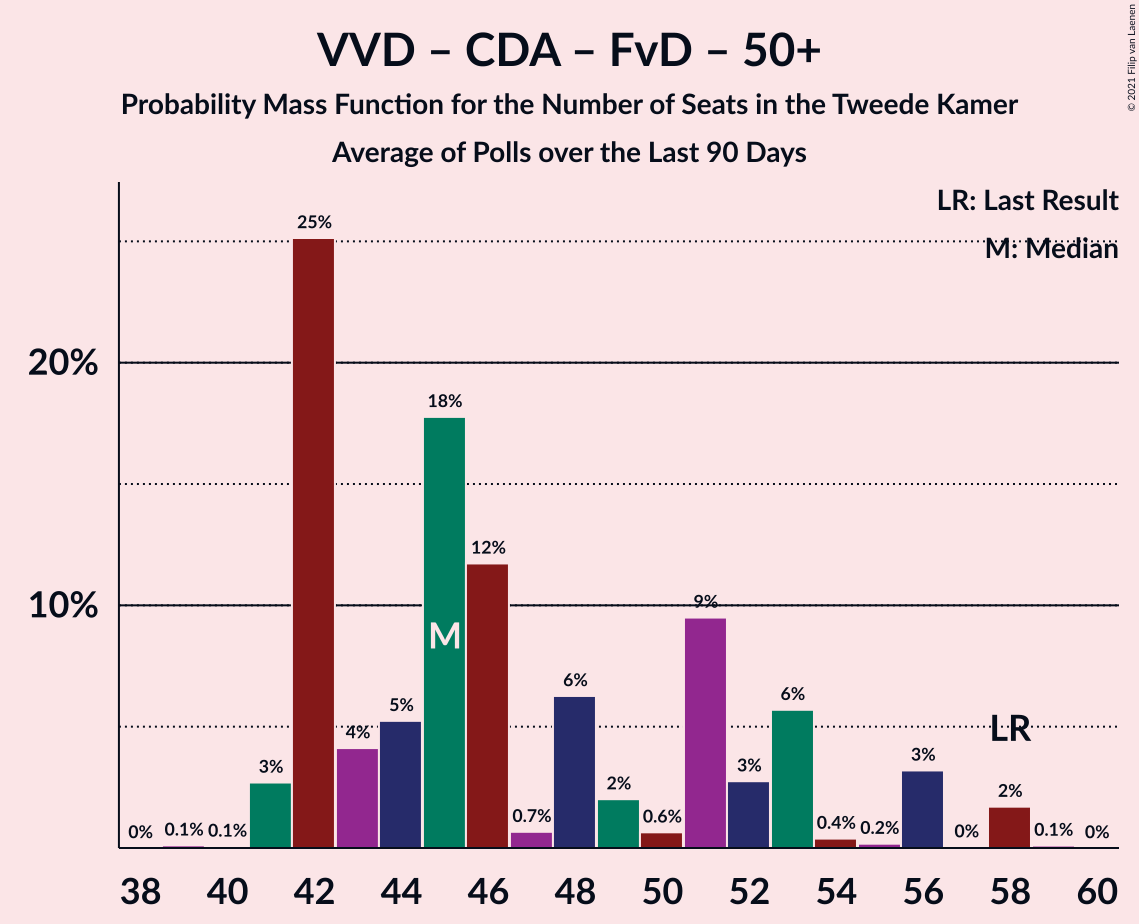 VVD – CDA – FvD – 50+
Probability Mass Function for the Number of Seats in the Tweede Kamer
Average of Polls over the Last 90 Days
© 2021 Filip van Laenen
LR: Last Result
M: Median
20%
10%
0%
0.1%
0.1%
3%
25%
4%
5%
18%
12%
0.7%
6%
2%
0.6%
9%
3%
6%
0.4%
0.2%
3%
0%
2%
0.1%
0%
M
LR
38 40 42 44 46 48 50 52 54 56 58 60